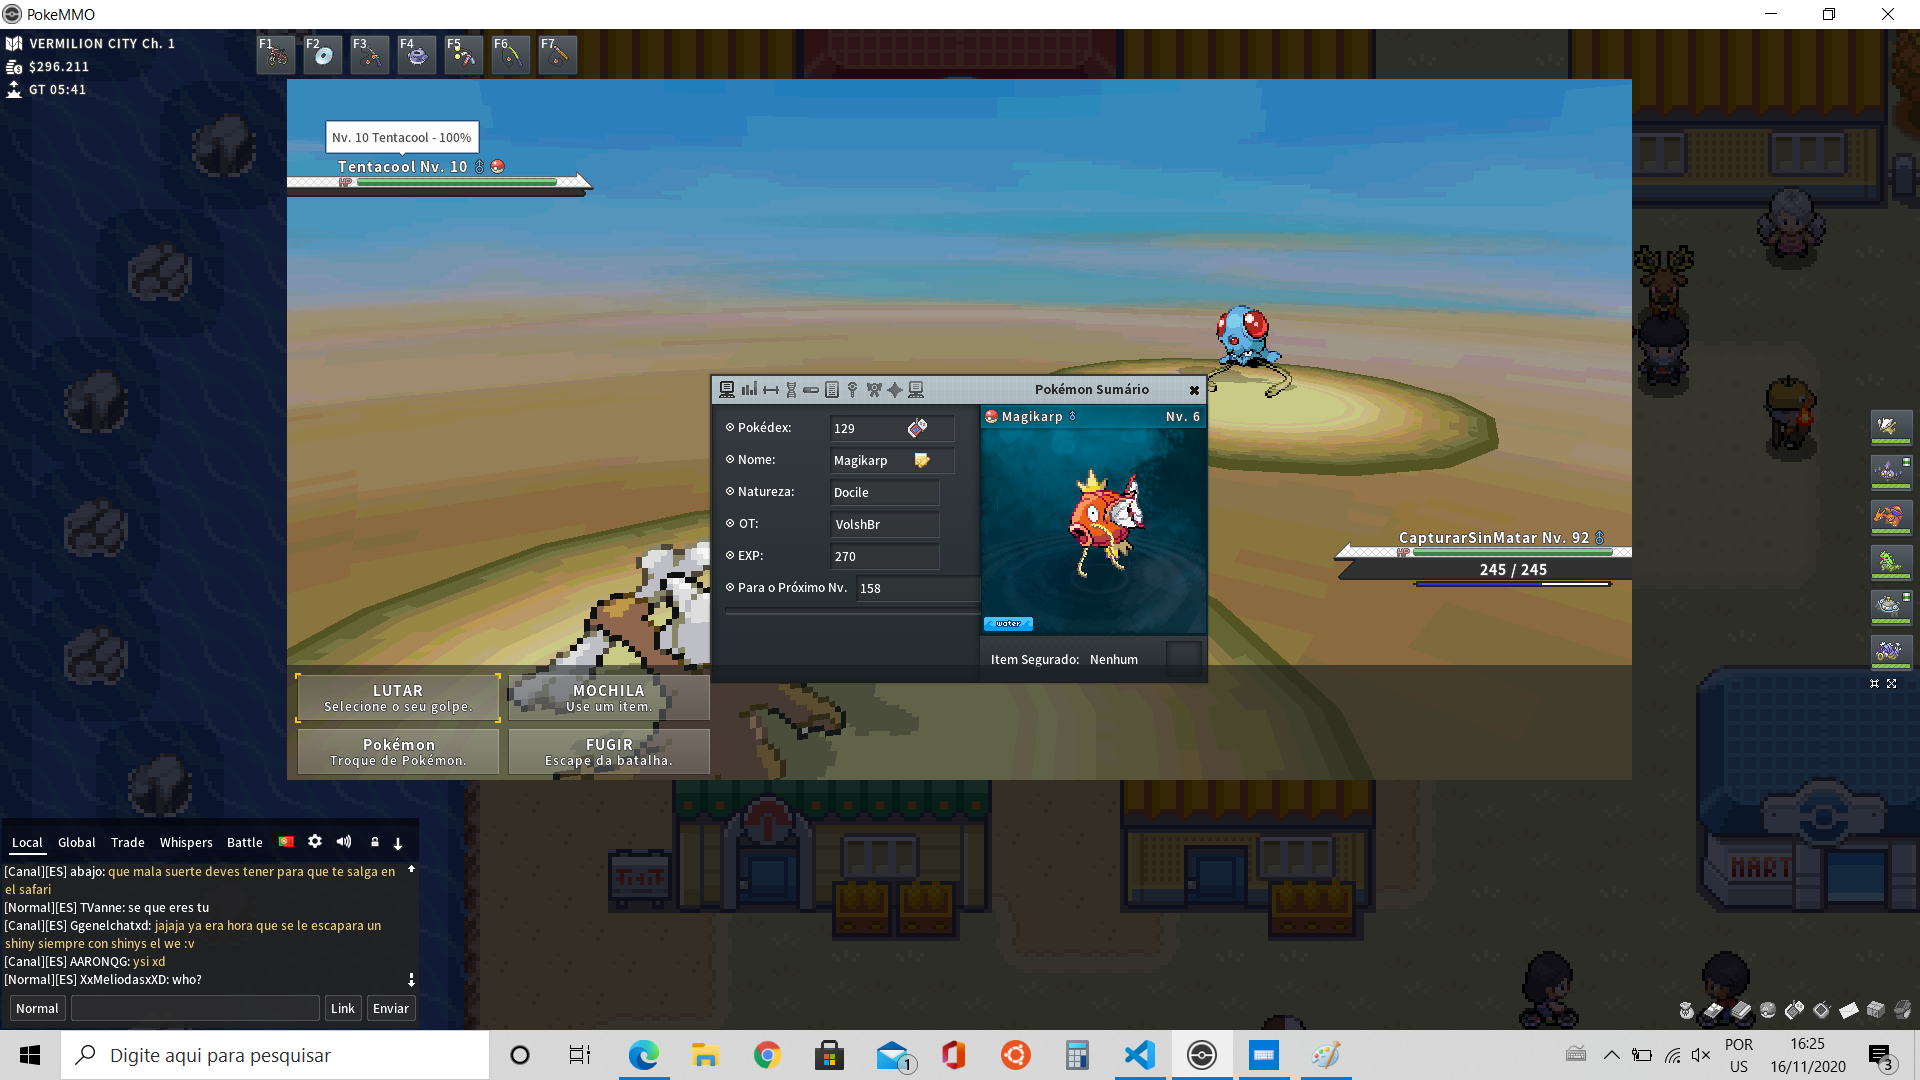 PokeMMO
VERMILION CITY Ch. 1
$296.211
GT 05:41
F1 F2 F3 F4 F5 F6 F7
Nv. 10 Tentacool - 100%
Tentacool Nv. 10
HP
Pokémon Sumário
Pokédex: 129
Nome: Magikarp
Natureza: Docile
OT: VolshBr
EXP: 270
Para o Próximo Nv. 158
Magikarp Nv. 6
water
Item Segurado: Nenhum
CapturarSinMatar Nv. 92
HP
245 / 245
LUTAR
Selecione o seu golpe.
MOCHILA
Use um item.
Pokémon
Troque de Pokémon.
FUGIR
Escape da batalha.
MART
Local Global Trade Whispers Battle
[Canal][ES] abajo: que mala suerte deves tener para que te salga en
el safari
[Normal][ES] TVanne: se que eres tu
[Canal][ES] Ggenelchatxd: jajaja ya era hora que se le escapara un
shiny siempre con shinys el we :v
[Canal][ES] AARONQG: ysi xd
[Normal][ES] XxMeliodasxXD: who?
Normal Link Enviar
Digite aqui para pesquisar
1
POR
US
16:25
16/11/2020
3